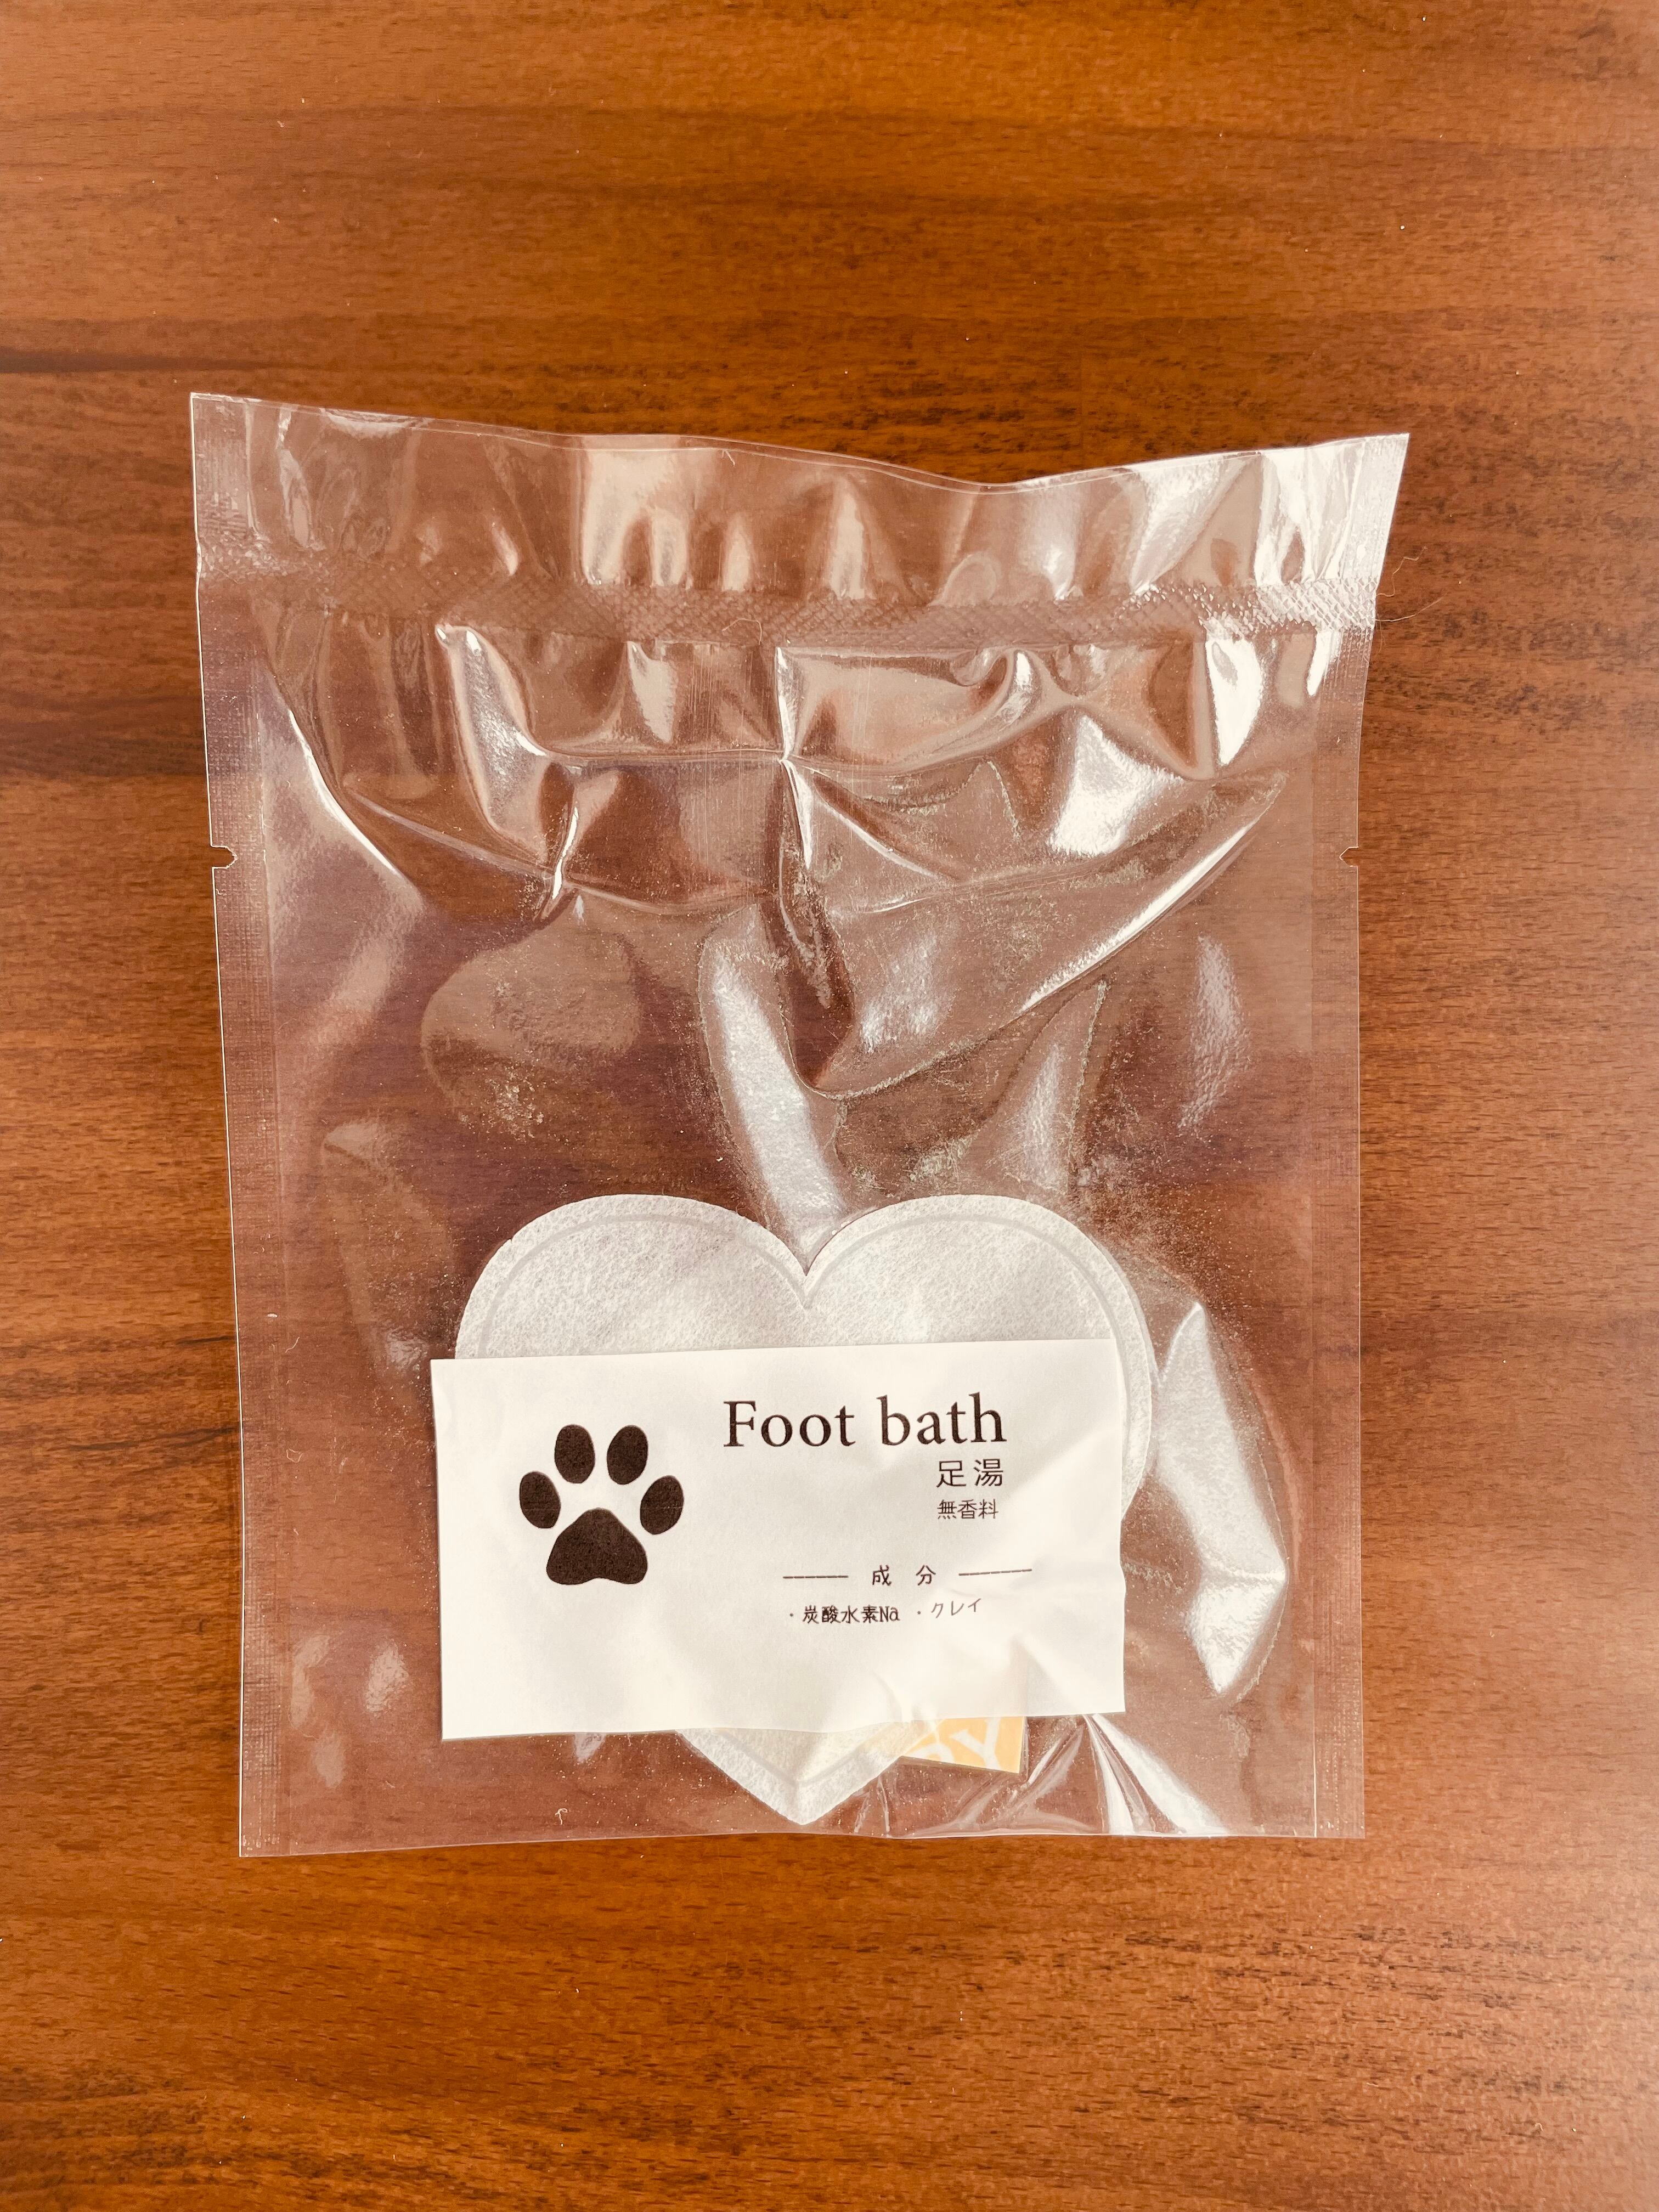 Foot bath
足湯
無香料
成 分
・炭酸水素Na ・クレイ